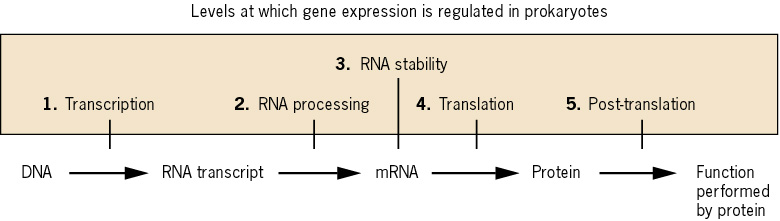 Levels at which gene expression is regulated in prokaryotes
3. RNA stability
1. Transcription
2. RNA processing
4. Translation
5. Post-translation
DNA
RNA transcript
mRNA
Protein
Function
performed
by protein